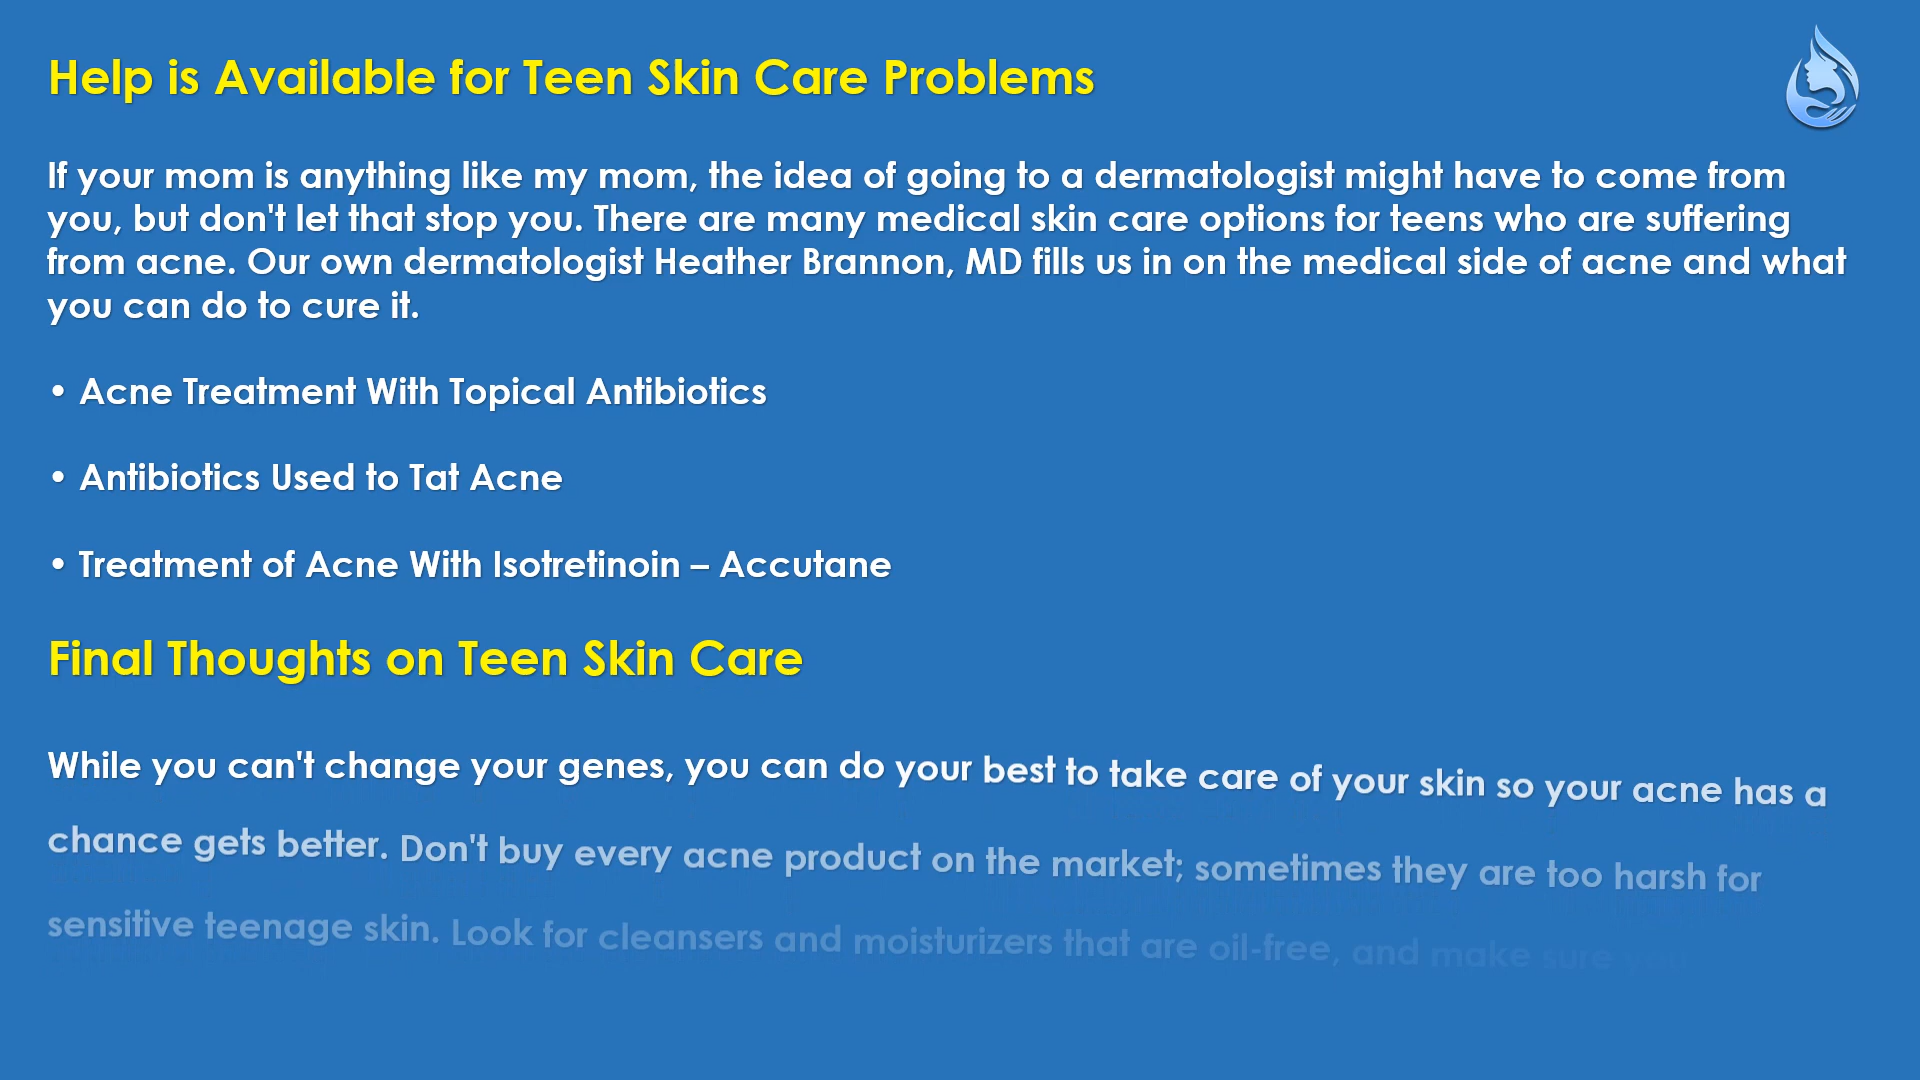 Help is Available for Teen Skin Care Problems
If your mom is anything like my mom, the idea of going to a dermatologist might have to come from
you, but don't let that stop you. There are many medical skin care options for teens who are suffering
from acne. Our own dermatologist Heather Brannon, MD fills us in on the medical side of acne and what
you can do to cure it.
• Acne Treatment With Topical Antibiotics
• Antibiotics Used to Tat Acne
• Treatment of Acne With Isotretinoin – Accutane
Final Thoughts on Teen Skin Care
While you can't change your genes, you can do your best to take care of your skin so your acne has a
chance gets better. Don't buy every acne product on the market; sometimes they are too harsh for
sensitive teenage skin. Look for cleansers and moisturizers that are oil-free, and make sure you